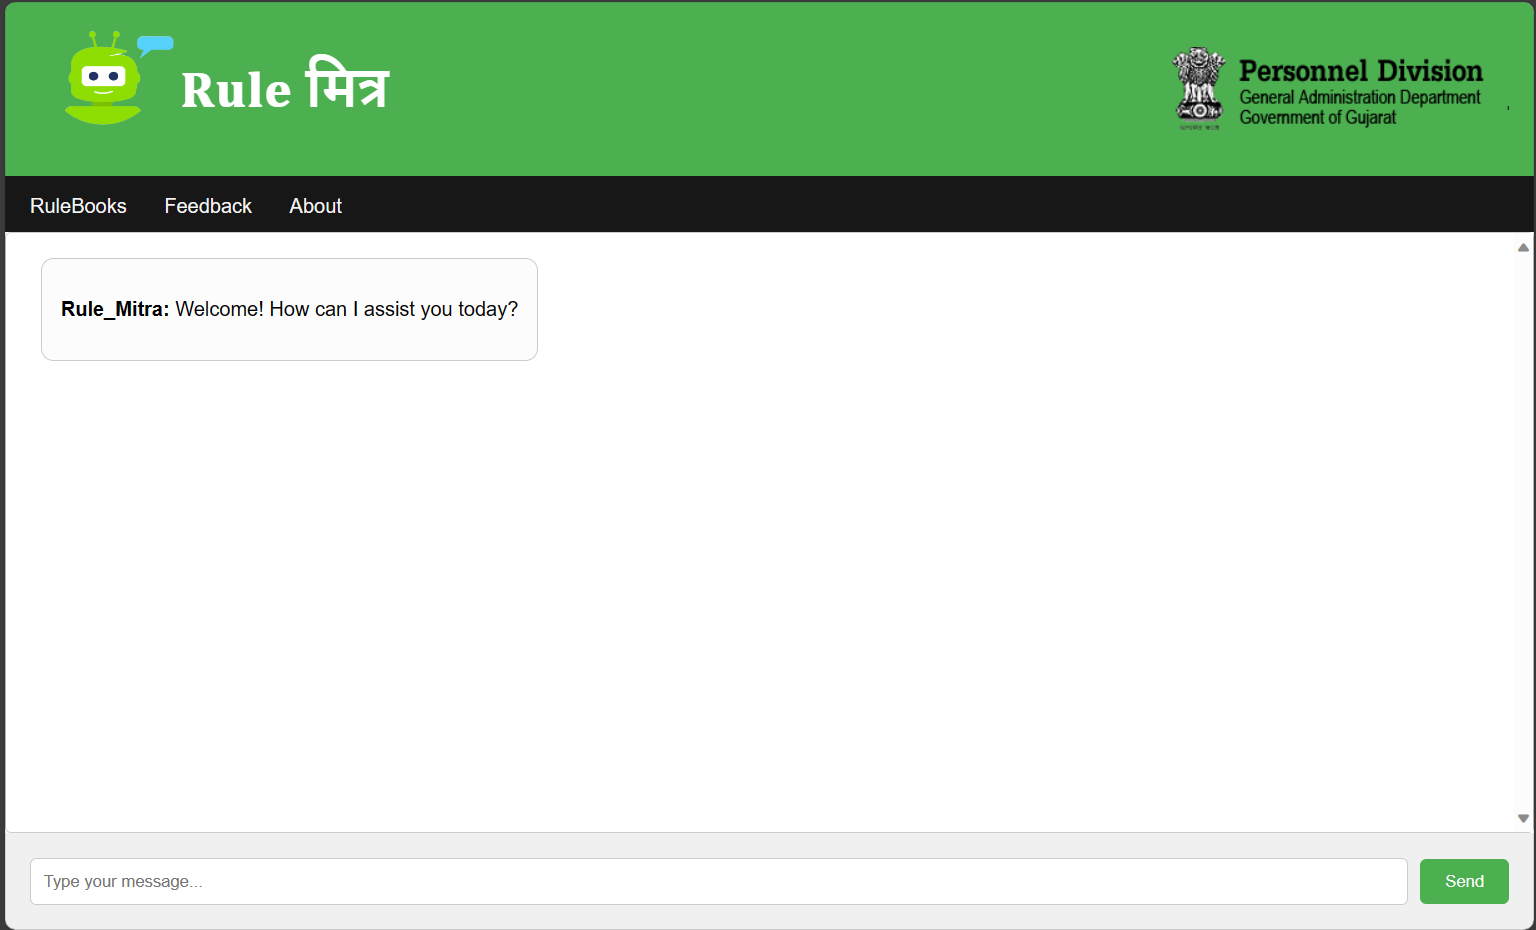 Rule मित्र
Personnel Division
General Administration Department
Government of Gujarat
RuleBooks Feedback About
Rule_Mitra: Welcome! How can I assist you today?
Type your message...
Send